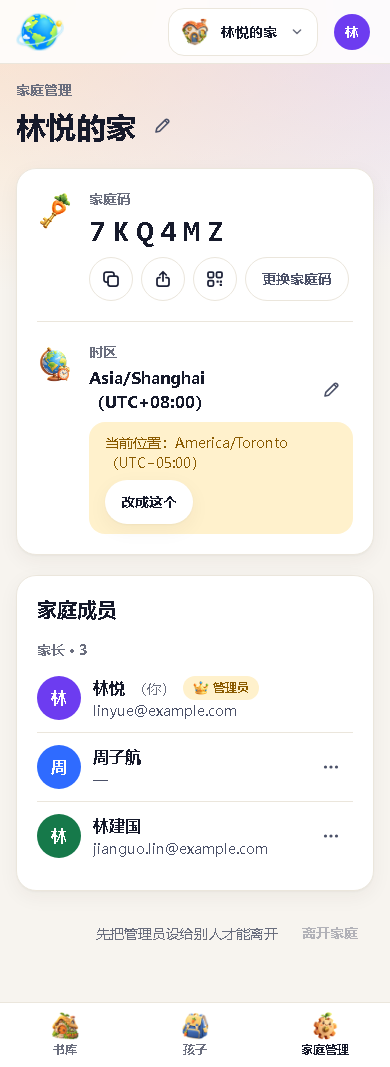 林悦的家
林
家庭管理
林悦的家
家庭码
7KQ4MZ
更换家庭码
时区
Asia/Shanghai
（UTC+08:00）
当前位置：America/Toronto
（UTC−05:00）
改成这个
家庭成员
家长 • 3
林
林悦 （你） 管理员
linyue@example.com
周
周子航
—
林
林建国
jianguo.lin@example.com
先把管理员设给别人才能离开 离开家庭
书库 孩子 家庭管理